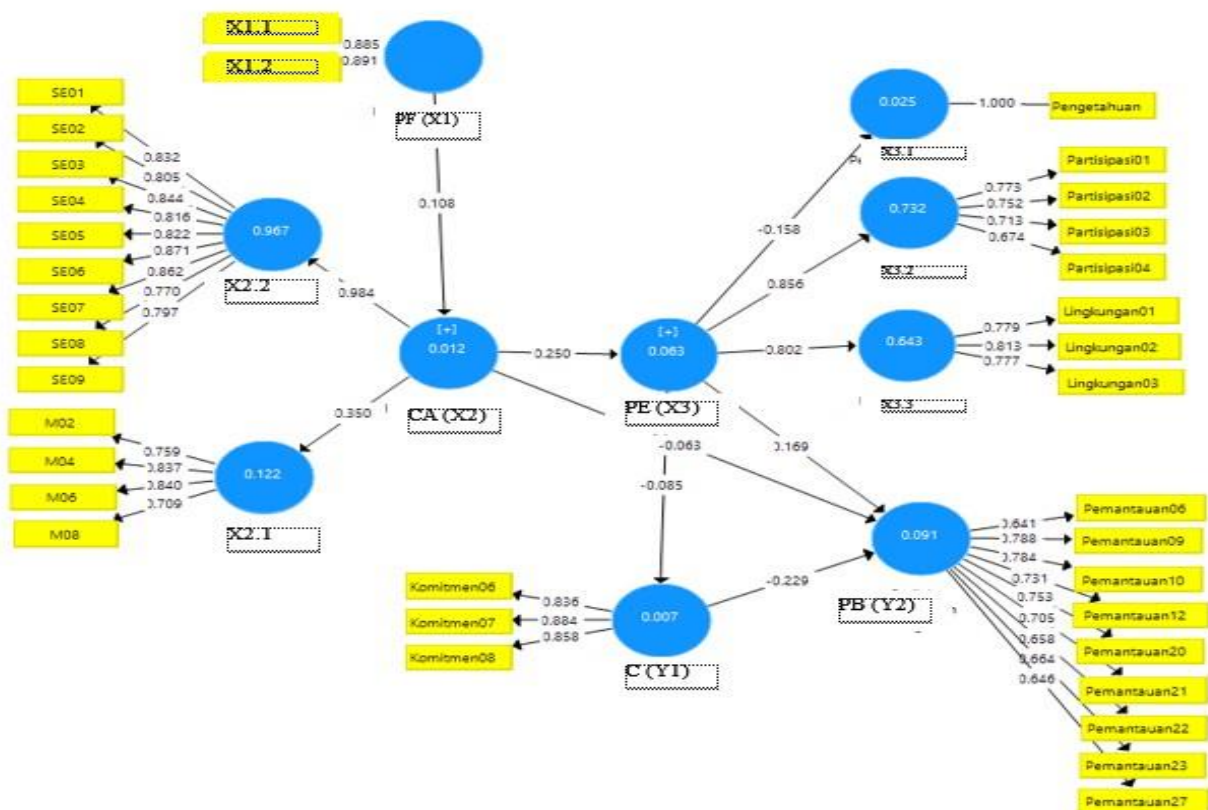 X1.1
X1.2
0.885
0.891
PF (X1)
SE01
SE02
SE03
SE04
SE05
SE06
SE07
SE08
SE09
0.832
0.805
0.844
0.816
0.822
0.871
0.862
0.770
0.797
0.967
X2.2
0.984
0.108
[+]
0.012
CA (X2)
0.350
M02
M04
M06
M08
0.759
0.837
0.840
0.709
0.122
X2.1
0.250
[+]
0.063
PE (X3)
-0.158
0.025
1.000
Pengetahuan
X3.1
0.856
0.732
X3.2
0.773
0.752
0.713
0.674
Partisipasi01
Partisipasi02
Partisipasi03
Partisipasi04
0.802
0.643
X3.3
0.779
0.813
0.777
Lingkungan01
Lingkungan02
Lingkungan03
-0.063
0.169
-0.085
Komitmen06
Komitmen07
Komitmen08
0.836
0.884
0.858
0.007
C (Y1)
-0.229
0.091
PB (Y2)
0.641
0.788
0.784
0.731
0.753
0.705
0.658
0.664
0.646
Pemantauan06
Pemantauan09
Pemantauan10
Pemantauan12
Pemantauan20
Pemantauan21
Pemantauan22
Pemantauan23
Pemantauan27